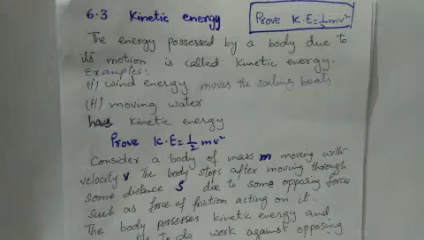 6.3 Kinetic energy
Prove K.E=½mv²
The energy possessed by a body due to
its motion is called kinetic energy.
Examples:
(i) wind energy moves the sailing boats
(ii) moving water
have kinetic energy
Prove K.E=½mv²
Consider a body of mass m moving with
velocity v The body stops after moving through
some distance S due to some opposing force
such as force of friction acting on it.
The body possesses kinetic energy and
to do work against opposing